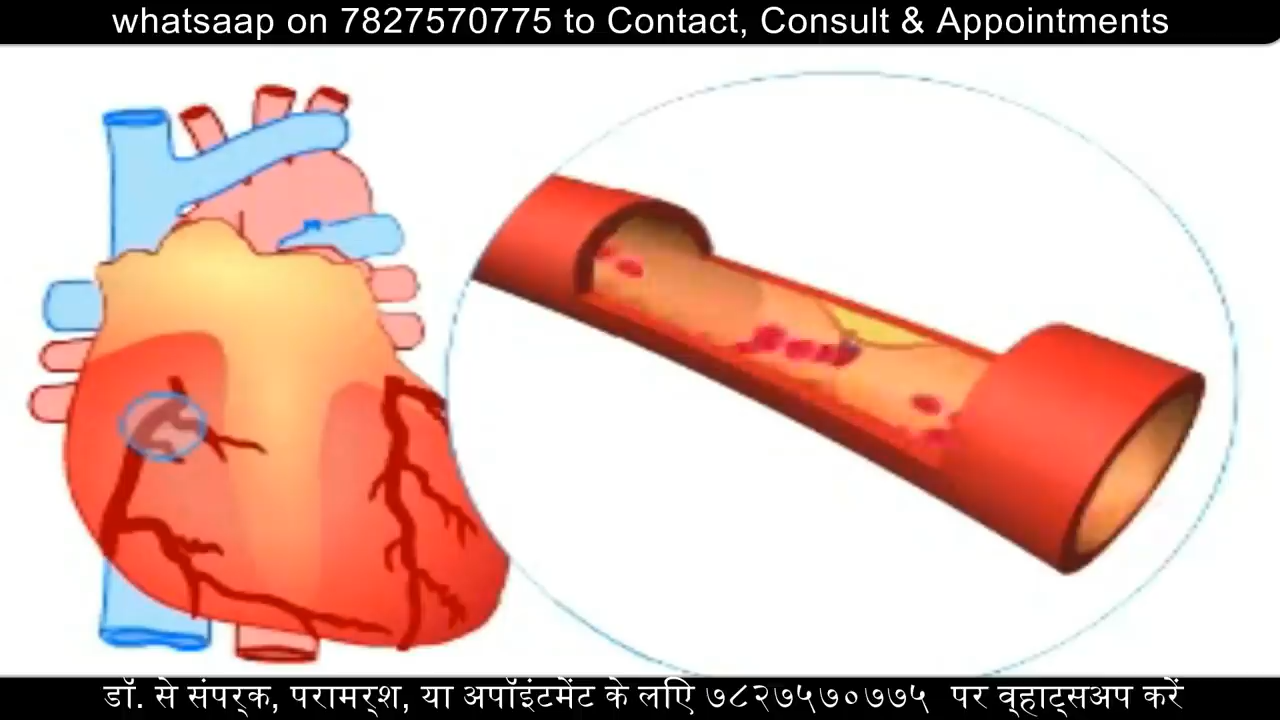 whatsaap on 7827570775 to Contact, Consult & Appointments
डॉ. से संपर्क, परामर्श, या अपॉइंटमेंट के लिए ७८२७५७०७७५ पर व्हाट्सअप करें